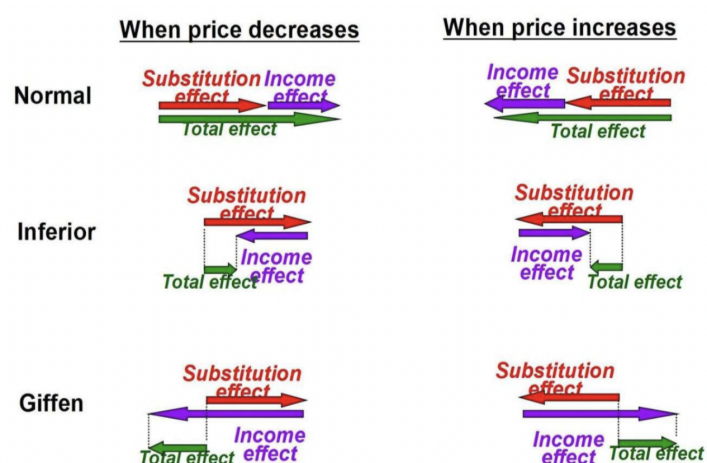 When price decreases
When price increases
Normal
Substitution
effect
Income
effect
Total effect
Income
effect
Substitution
effect
Total effect
Inferior
Substitution
effect
Income
effect
Total effect
Substitution
effect
Income
effect
Total effect
Giffen
Substitution
effect
Income
effect
Total effect
Substitution
effect
Income
effect
Total effect